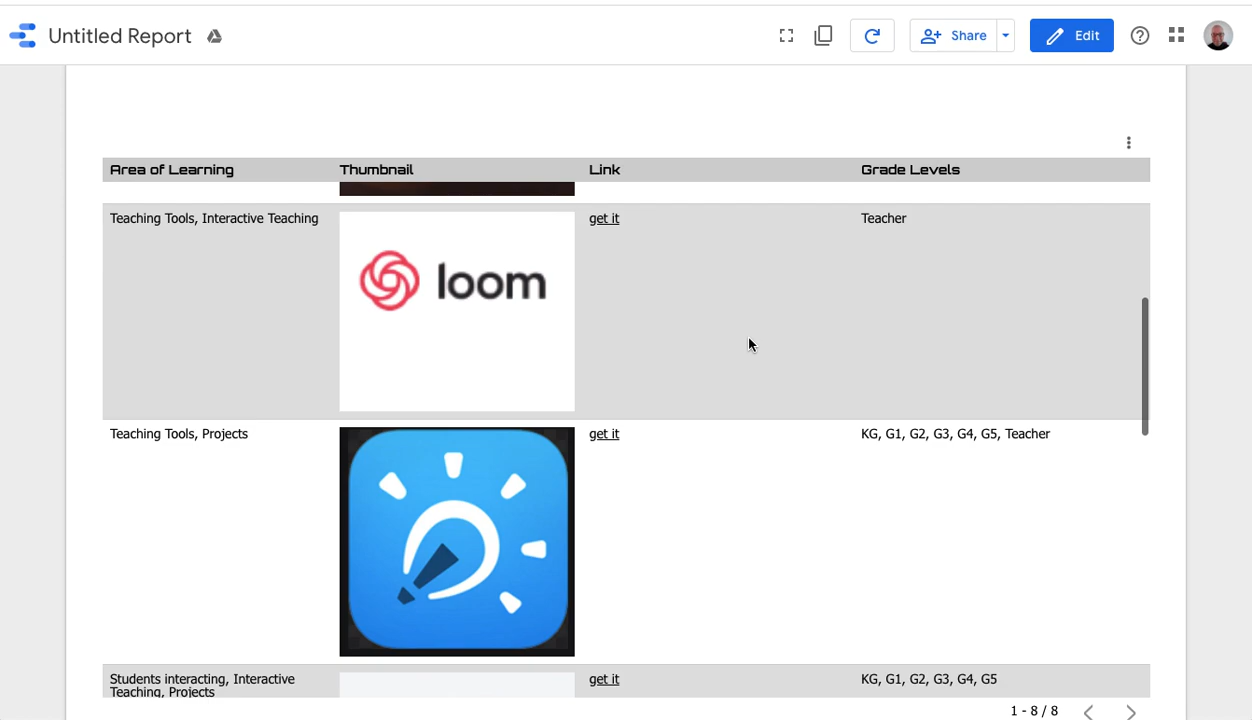 Untitled Report
Share
Edit
Area of Learning Thumbnail Link Grade Levels
Teaching Tools, Interactive Teaching get it Teacher
loom
Teaching Tools, Projects get it KG, G1, G2, G3, G4, G5, Teacher
Students interacting, Interactive get it KG, G1, G2, G3, G4, G5
Teaching, Projects
1 - 8 / 8